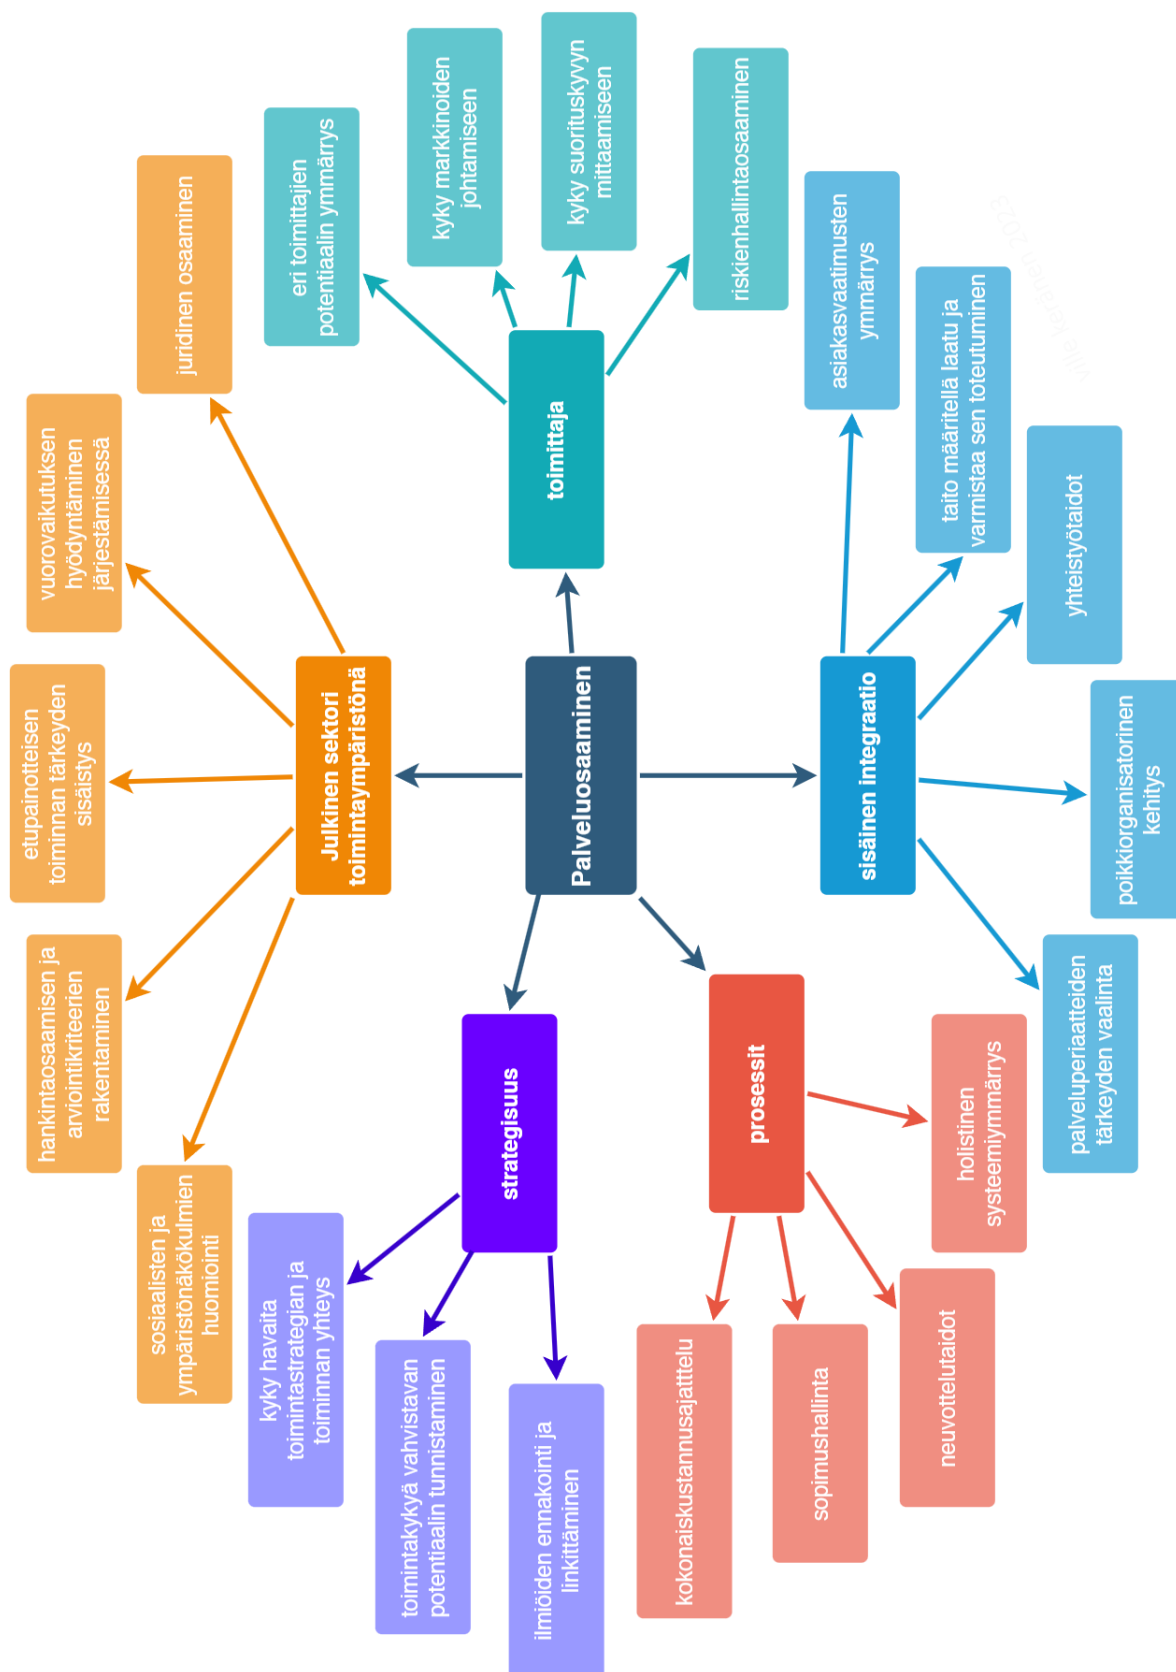 sosiaalisten ja
ympäristönäkökulmien
huomiointi
hankintaosaamisen ja
arviointikriteerien
rakentaminen
etupainotteisen
toiminnan tärkeyden
sisäistys
vuorovaikutuksen
hyödyntäminen
järjestämisessä
juridinen osaaminen
Julkinen sektori
toimintaympäristönä
kyky havaita
toimintastrategian ja
toiminnan yhteys
toimintakykyä vahvistavan
potentiaalin tunnistaminen
ilmiöiden ennakointi ja
linkittäminen
strategisuus
Palveluosaaminen
toimittaja
eri toimittajien
potentiaalin ymmärrys
kyky markkinoiden
johtamiseen
kyky suorituskyvyn
mittaamiseen
riskienhallintaosaaminen
prosessit
kokonaiskustannusajattelu
sopimushallinta
neuvottelutaidot
holistinen
systeemiymmärrys
sisäinen integraatio
asiakasvaatimusten
ymmärrys
taito määritellä laatu ja
varmistaa sen toteutuminen
yhteistyötaidot
poikkiorganisatorinen
kehitys
palveluperiaatteiden
tärkeyden vaalinta
ville keränen 2023